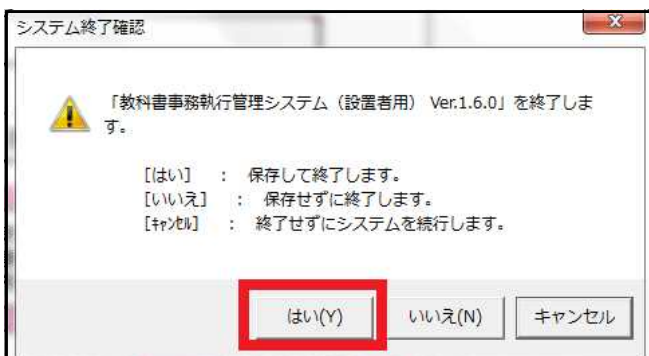 システム終了確認
「教科書事務執行管理システム(設置者用) Ver.1.6.0」を終了しま
す。
[はい] : 保存して終了します。
[いいえ] : 保存せずに終了します。
[ｷｬﾝｾﾙ] : 終了せずにシステムを続行します。
はい(Y) いいえ(N) キャンセル